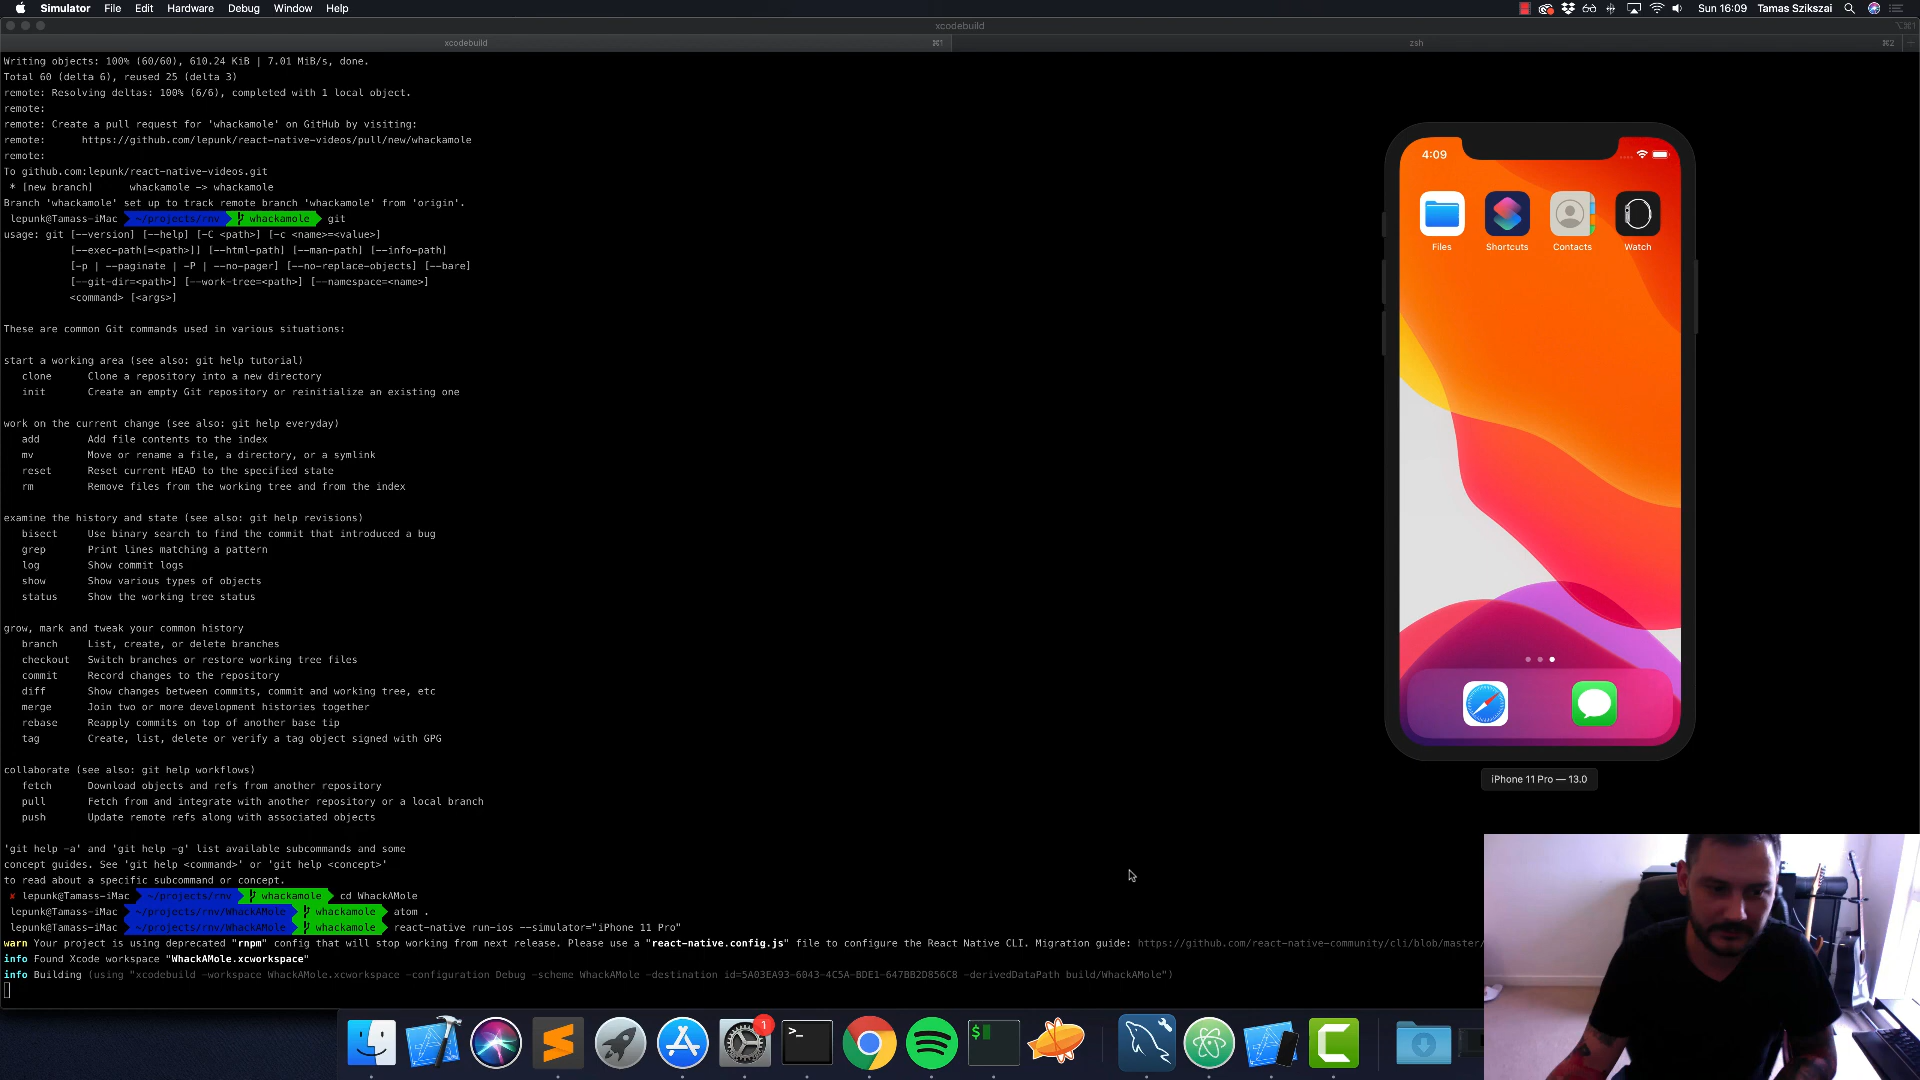 Simulator File Edit Hardware Debug Window Help
Sun 16:09 Tamas Szikszai
xcodebuild
xcodebuild ⌘1 zsh ⌘2
Writing objects: 100% (60/60), 610.24 KiB | 7.01 MiB/s, done.
Total 60 (delta 6), reused 25 (delta 3)
remote: Resolving deltas: 100% (6/6), completed with 1 local object.
remote:
remote: Create a pull request for 'whackamole' on GitHub by visiting:
remote: https://github.com/lepunk/react-native-videos/pull/new/whackamole
remote:
To github.com:lepunk/react-native-videos.git
* [new branch] whackamole -> whackamole
Branch 'whackamole' set up to track remote branch 'whackamole' from 'origin'.
lepunk@Tamass-iMac ~/projects/rnv whackamole git
usage: git [--version] [--help] [-C <path>] [-c <name>=<value>]
[--exec-path[=<path>]] [--html-path] [--man-path] [--info-path]
[-p | --paginate | -P | --no-pager] [--no-replace-objects] [--bare]
[--git-dir=<path>] [--work-tree=<path>] [--namespace=<name>]
<command> [<args>]
These are common Git commands used in various situations:
start a working area (see also: git help tutorial)
clone Clone a repository into a new directory
init Create an empty Git repository or reinitialize an existing one
work on the current change (see also: git help everyday)
add Add file contents to the index
mv Move or rename a file, a directory, or a symlink
reset Reset current HEAD to the specified state
rm Remove files from the working tree and from the index
examine the history and state (see also: git help revisions)
bisect Use binary search to find the commit that introduced a bug
grep Print lines matching a pattern
log Show commit logs
show Show various types of objects
status Show the working tree status
grow, mark and tweak your common history
branch List, create, or delete branches
checkout Switch branches or restore working tree files
commit Record changes to the repository
diff Show changes between commits, commit and working tree, etc
merge Join two or more development histories together
rebase Reapply commits on top of another base tip
tag Create, list, delete or verify a tag object signed with GPG
collaborate (see also: git help workflows)
fetch Download objects and refs from another repository
pull Fetch from and integrate with another repository or a local branch
push Update remote refs along with associated objects
'git help -a' and 'git help -g' list available subcommands and some
concept guides. See 'git help <command>' or 'git help <concept>'
to read about a specific subcommand or concept.
✘ lepunk@Tamass-iMac ~/projects/rnv whackamole cd WhackAMole
lepunk@Tamass-iMac ~/projects/rnv/WhackAMole whackamole atom .
lepunk@Tamass-iMac ~/projects/rnv/WhackAMole whackamole react-native run-ios --simulator="iPhone 11 Pro"
warn Your project is using deprecated "rnpm" config that will stop working from next release. Please use a "react-native.config.js" file to configure the React Native CLI. Migration guide: https://github.com/react-native-community/cli/blob/master/
info Found Xcode workspace "WhackAMole.xcworkspace"
info Building (using "xcodebuild -workspace WhackAMole.xcworkspace -configuration Debug -scheme WhackAMole -destination id=5A03EA93-6043-4C5A-BDE1-647BB2D856C8 -derivedDataPath build/WhackAMole")
4:09
Files Shortcuts Contacts Watch
iPhone 11 Pro — 13.0
1